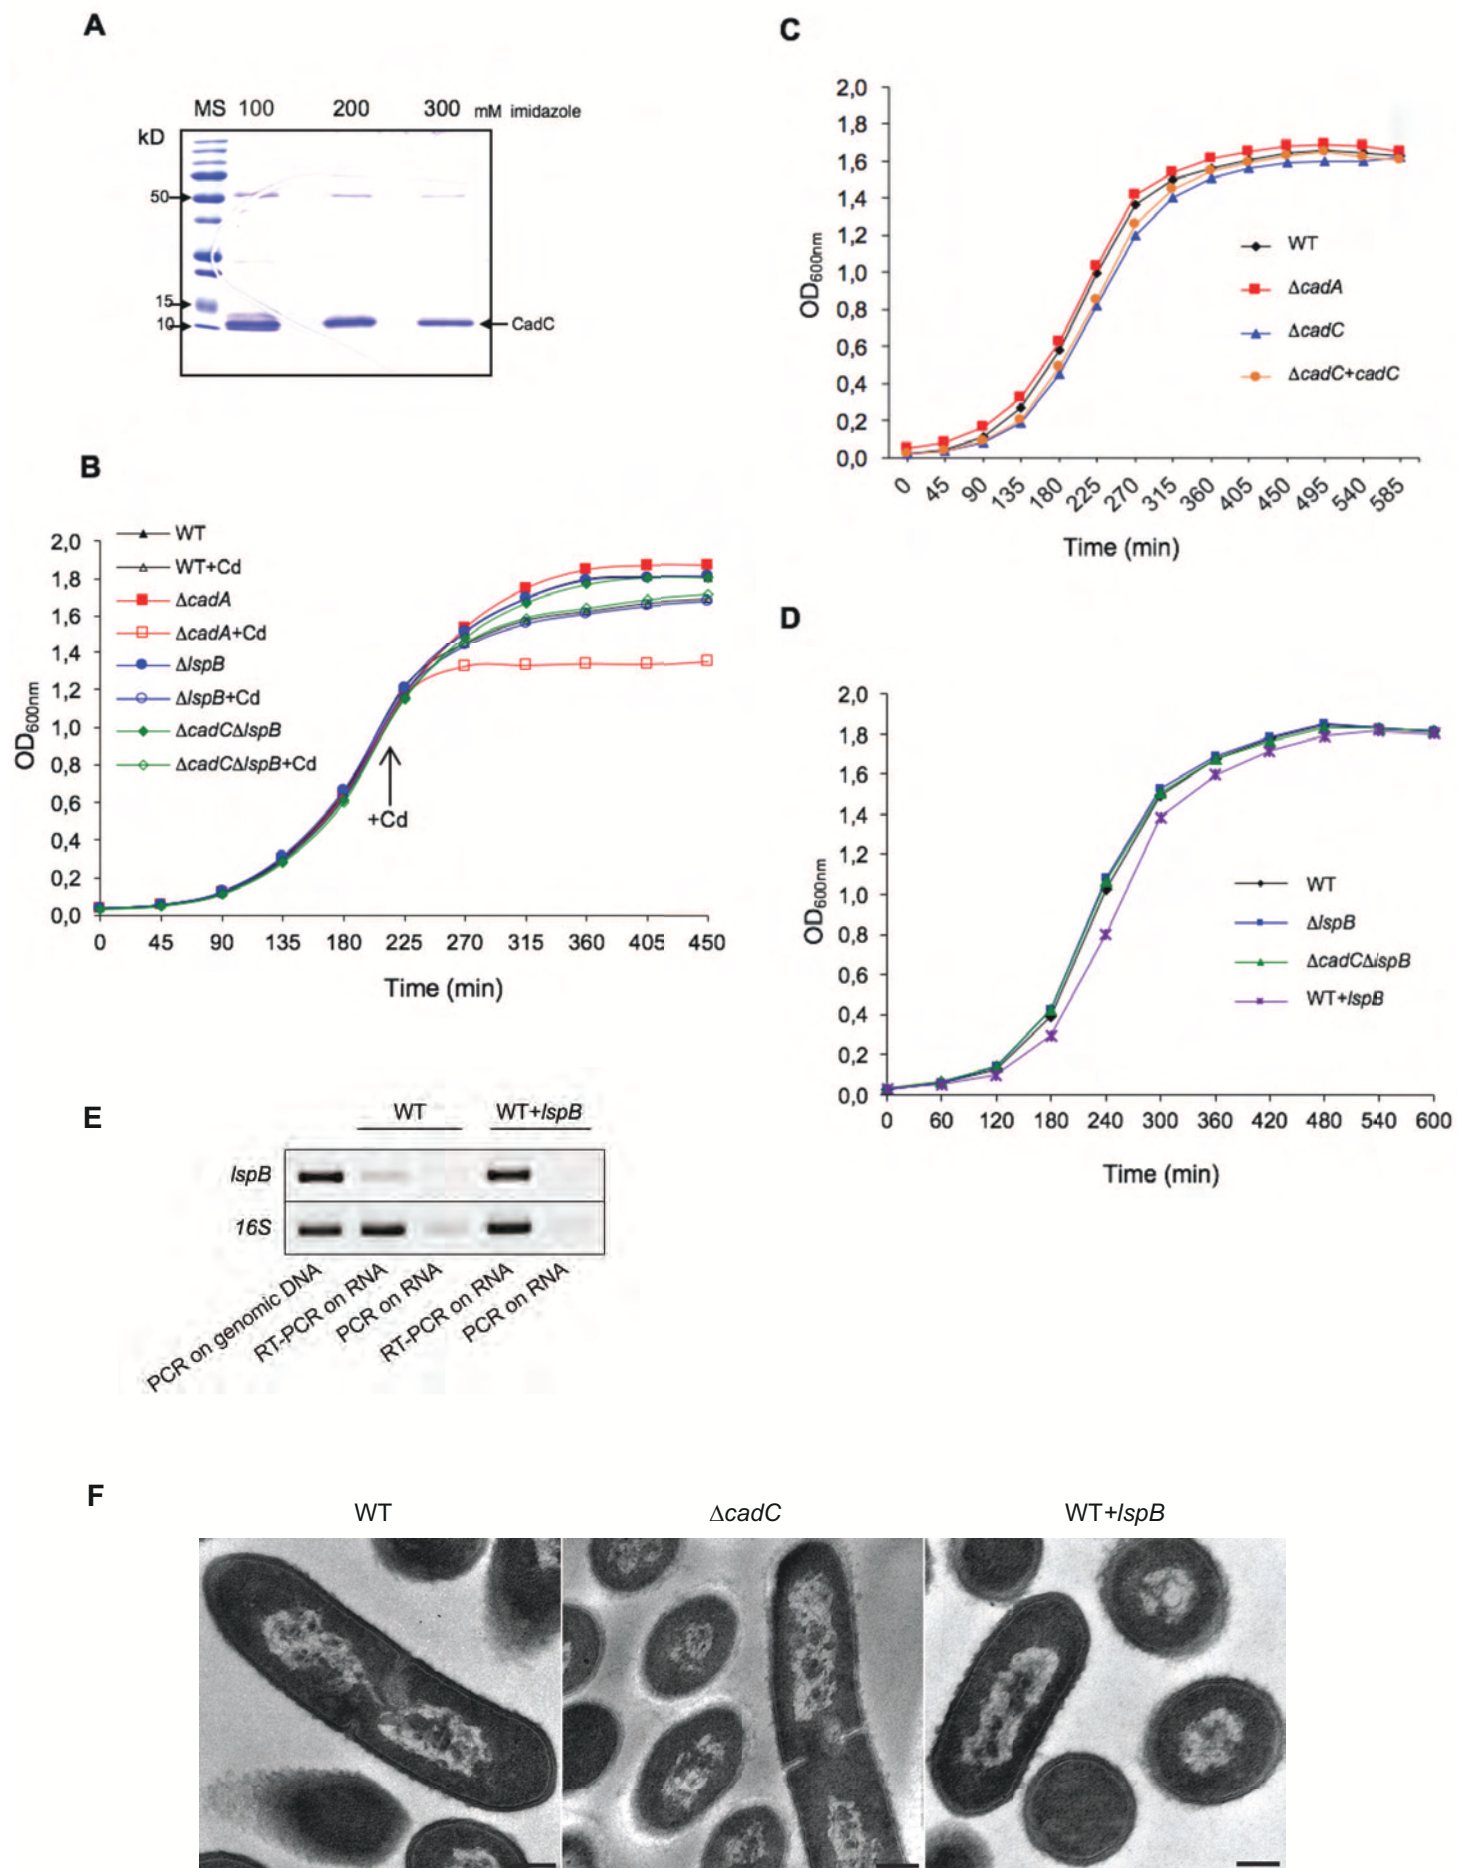 A
MS 100 200 300 mM imidazole
kD
50
15
10
CadC
B
WT
WT+Cd
ΔcadA
ΔcadA+Cd
ΔlspB
ΔlspB+Cd
ΔcadCΔlspB
ΔcadCΔlspB+Cd
2,0
1,8
1,6
1,4
1,2
1,0
0,8
0,6
0,4
0,2
0,0
OD600nm
+Cd
0 45 90 135 180 225 270 315 360 405 450
Time (min)
C
2,0
1,8
1,6
1,4
1,2
1,0
0,8
0,6
0,4
0,2
0,0
OD600nm
WT
ΔcadA
ΔcadC
ΔcadC+cadC
0 45 90 135 180 225 270 315 360 405 450 495 540 585
Time (min)
D
2,0
1,8
1,6
1,4
1,2
1,0
0,8
0,6
0,4
0,2
0,0
OD600nm
WT
ΔlspB
ΔcadCΔlspB
WT+lspB
0 60 120 180 240 300 360 420 480 540 600
Time (min)
E
WT WT+lspB
lspB
16S
PCR on genomic DNA
RT-PCR on RNA
PCR on RNA
RT-PCR on RNA
PCR on RNA
F
WT ΔcadC WT+lspB